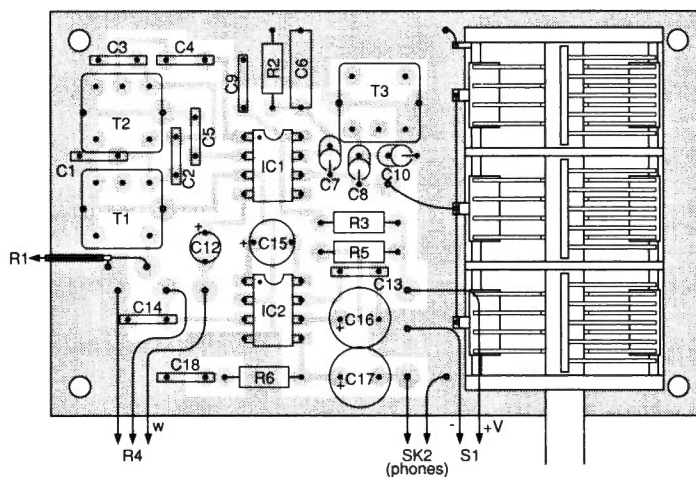 C3
C4
C9
R2
C6
T3
T2
C5
C1
C2
IC1
C7
C8
C10
T1
R3
R1
+
C12
+
C15
R5
C13
C14
IC2
+
C16
C18
R6
+
C17
w
- +V
R4
SK2
S1
(phones)